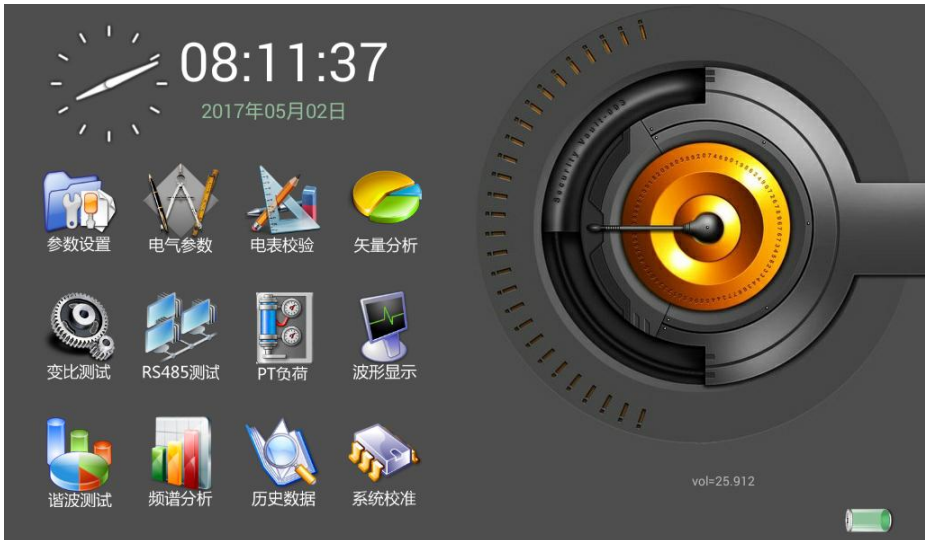 08:11:37
2017年05月02日
参数设置
电气参数
电表校验
矢量分析
变比测试
RS485测试
PT负荷
波形显示
谐波测试
频谱分析
历史数据
系统校准
Security Vault-903
vol=25.912